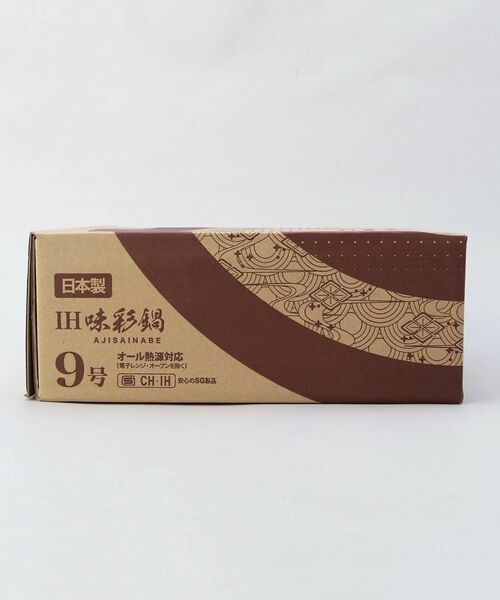 日本製
IH味彩鍋
AJISAINABE
9号
オール熱源対応
(電子レンジ・オーブンを除く)
SG CH・IH 安心のSG製品